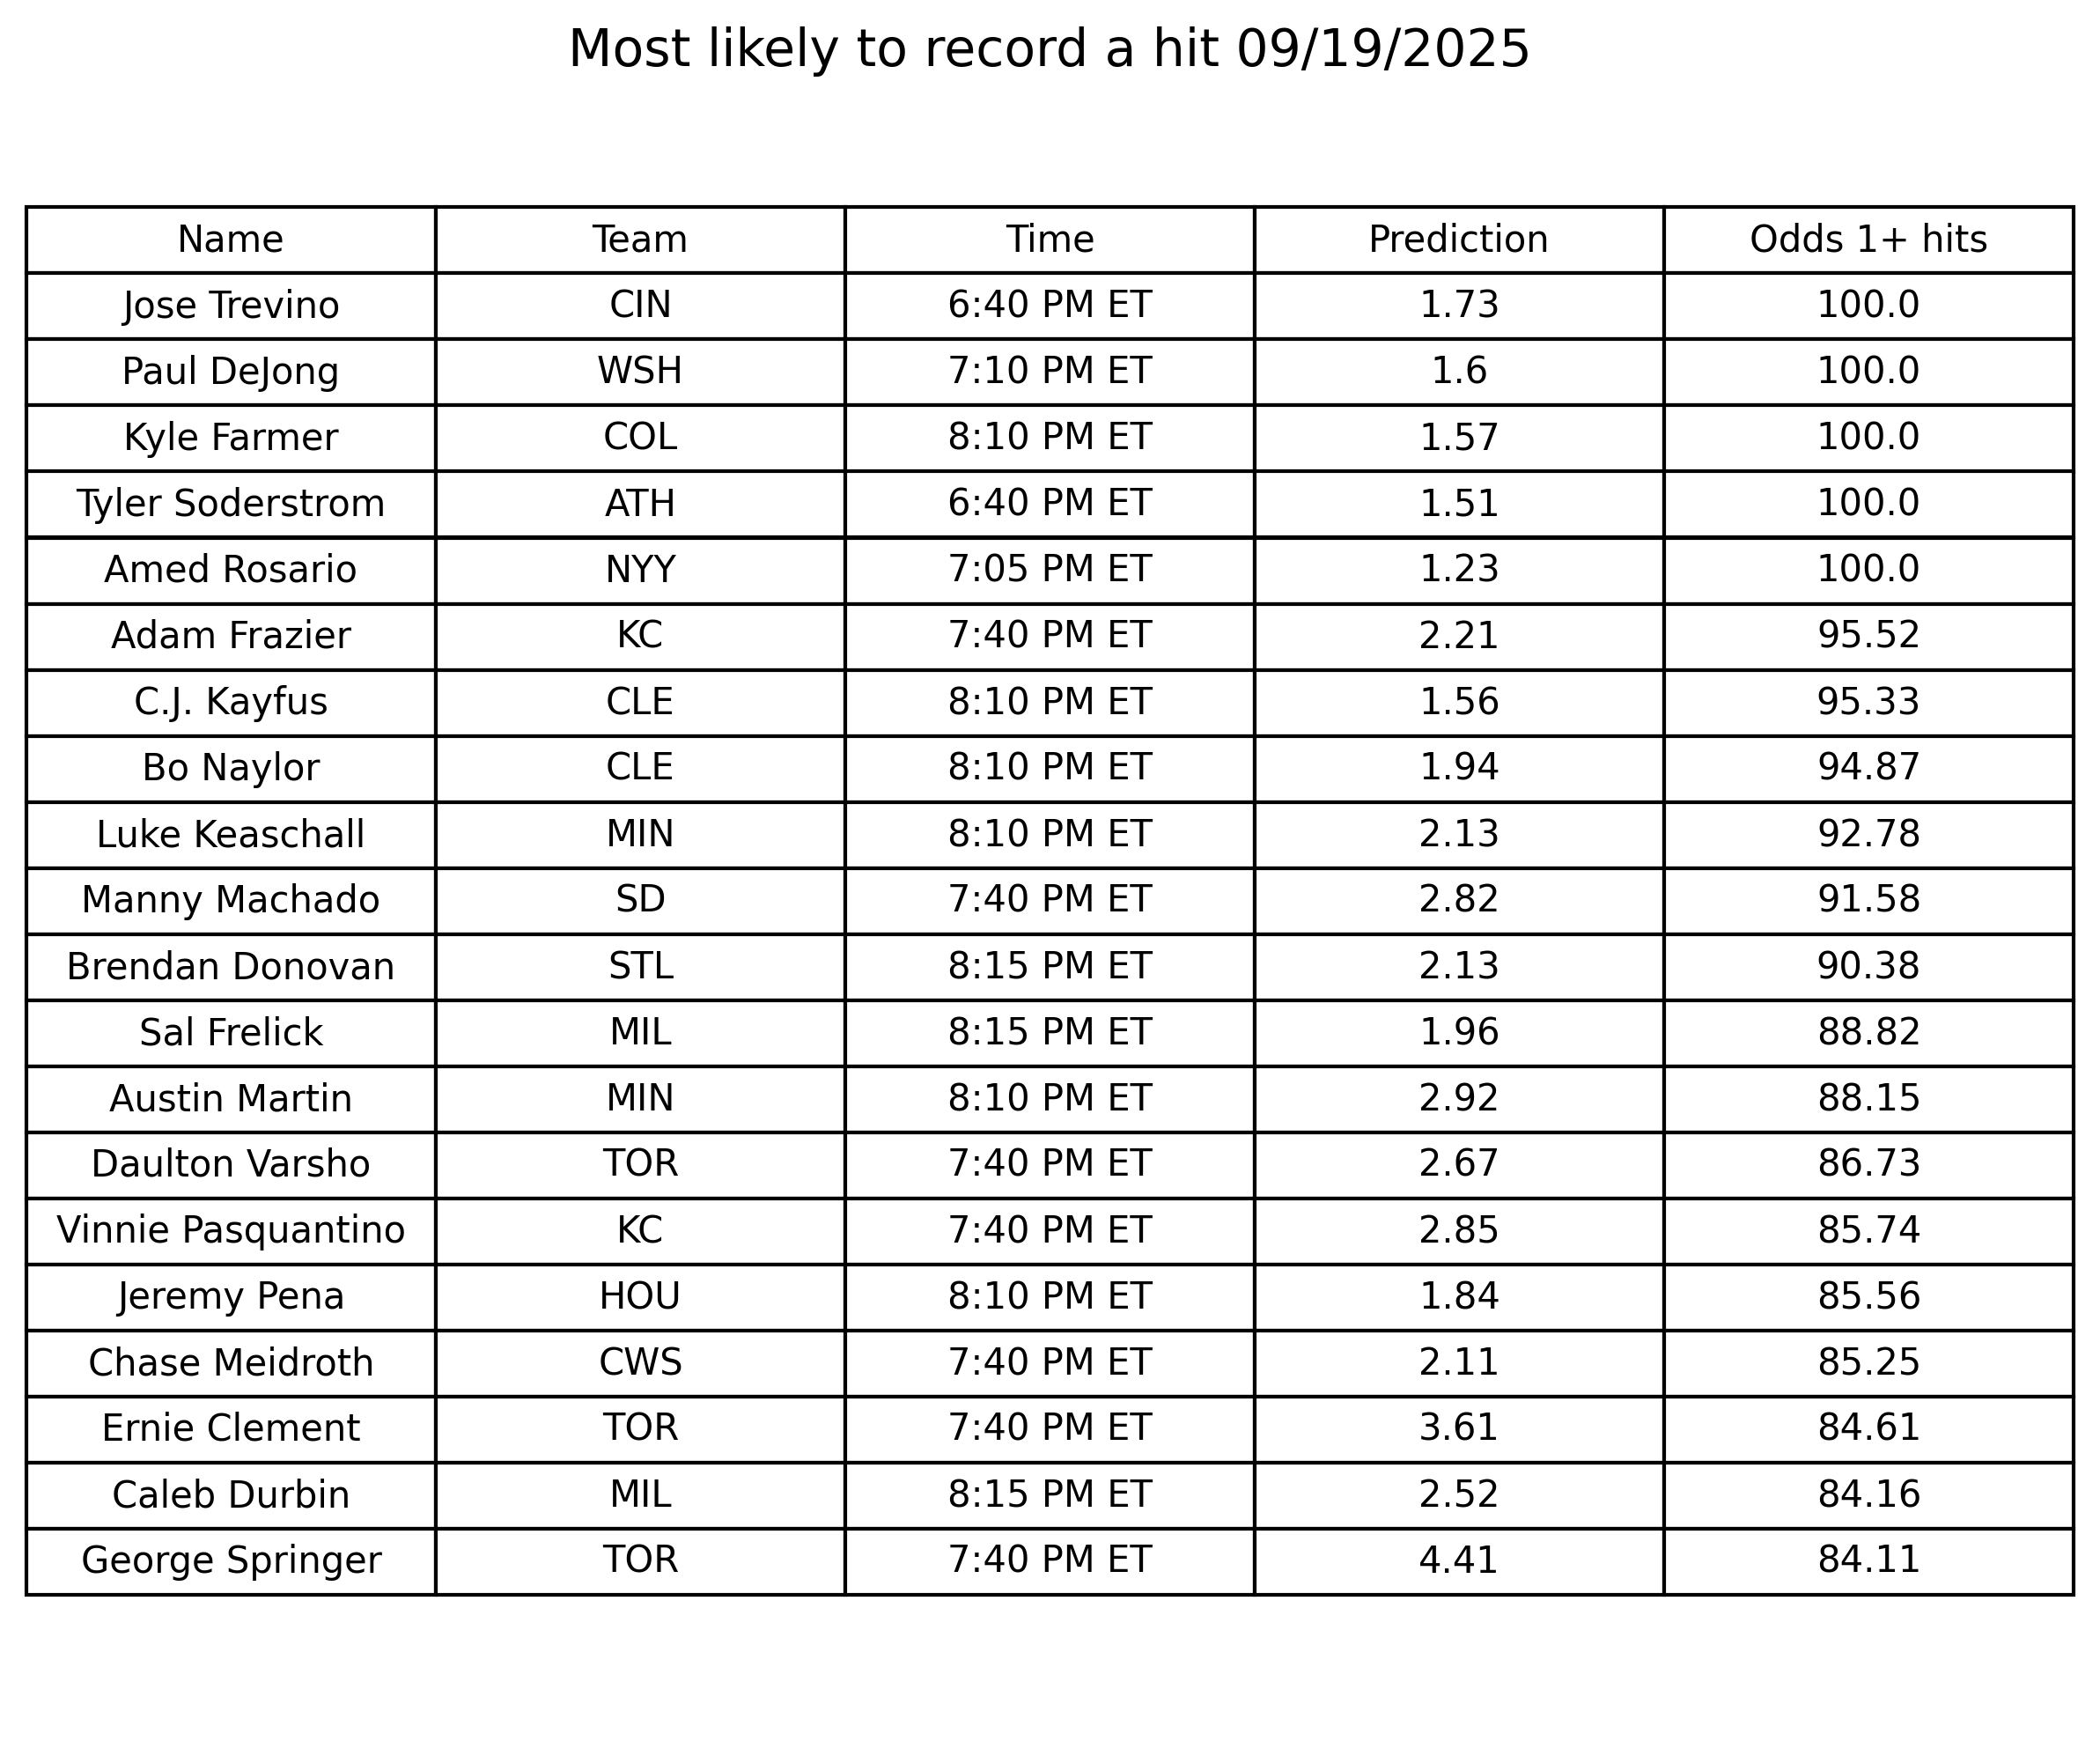 Most likely to record a hit 09/19/2025
Name Team Time Prediction Odds 1+ hits
Jose Trevino CIN 6:40 PM ET 1.73 100.0
Paul DeJong WSH 7:10 PM ET 1.6 100.0
Kyle Farmer COL 8:10 PM ET 1.57 100.0
Tyler Soderstrom ATH 6:40 PM ET 1.51 100.0
Amed Rosario NYY 7:05 PM ET 1.23 100.0
Adam Frazier KC 7:40 PM ET 2.21 95.52
C.J. Kayfus CLE 8:10 PM ET 1.56 95.33
Bo Naylor CLE 8:10 PM ET 1.94 94.87
Luke Keaschall MIN 8:10 PM ET 2.13 92.78
Manny Machado SD 7:40 PM ET 2.82 91.58
Brendan Donovan STL 8:15 PM ET 2.13 90.38
Sal Frelick MIL 8:15 PM ET 1.96 88.82
Austin Martin MIN 8:10 PM ET 2.92 88.15
Daulton Varsho TOR 7:40 PM ET 2.67 86.73
Vinnie Pasquantino KC 7:40 PM ET 2.85 85.74
Jeremy Pena HOU 8:10 PM ET 1.84 85.56
Chase Meidroth CWS 7:40 PM ET 2.11 85.25
Ernie Clement TOR 7:40 PM ET 3.61 84.61
Caleb Durbin MIL 8:15 PM ET 2.52 84.16
George Springer TOR 7:40 PM ET 4.41 84.11